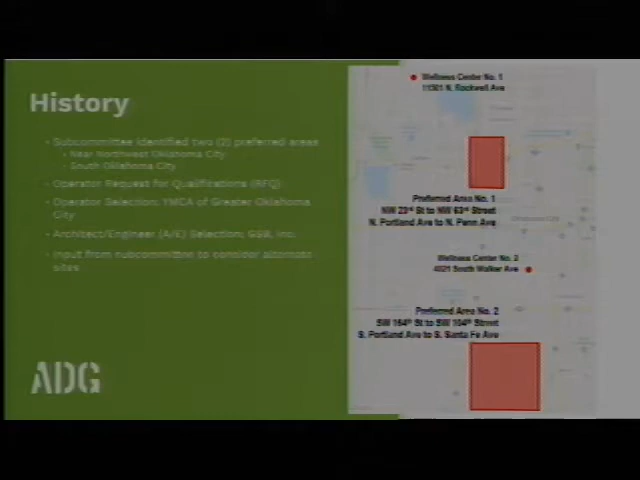 History
• Subcommittee identified two (2) preferred areas
• Near Northwest Oklahoma City
• South Oklahoma City
• Operator Request for Qualifications (RFQ)
• Operator Selection: YMCA of Greater Oklahoma
City
• Architect/Engineer (A/E) Selection: GSB, Inc.
• Input from subcommittee to consider alternate
sites
ADG
Wellness Center No. 1
11501 N. Rockwell Ave
Preferred Area No. 1
NW 23rd St to NW 63rd Street
N. Portland Ave to N. Penn Ave
Wellness Center No. 2
4021 South Walker Ave
Preferred Area No. 2
SW 164th St to SW 104th Street
S. Portland Ave to S. Santa Fe Ave